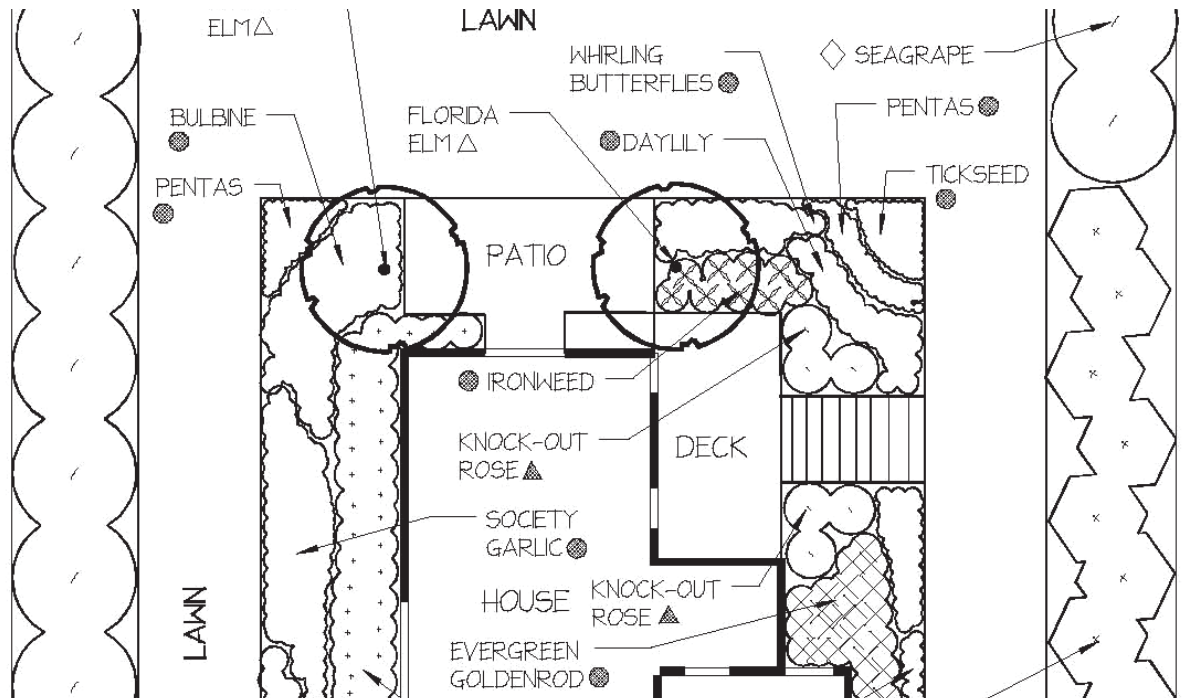 LAWN
ELM
WHIRLING
BUTTERFLIES
SEAGRAPE
PENTAS
BULBINE
FLORIDA
ELM
DAYLILY
PENTAS
TICKSEED
PATIO
IRONWEED
KNOCK-OUT
ROSE
DECK
SOCIETY
GARLIC
HOUSE
KNOCK-OUT
ROSE
LAWN
EVERGREEN
GOLDENROD